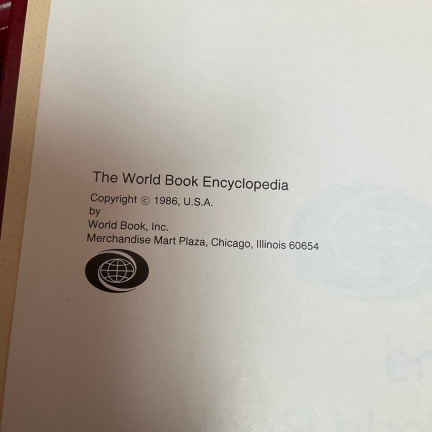 The World Book Encyclopedia
Copyright © 1986, U.S.A.
by
World Book, Inc.
Merchandise Mart Plaza, Chicago, Illinois 60654